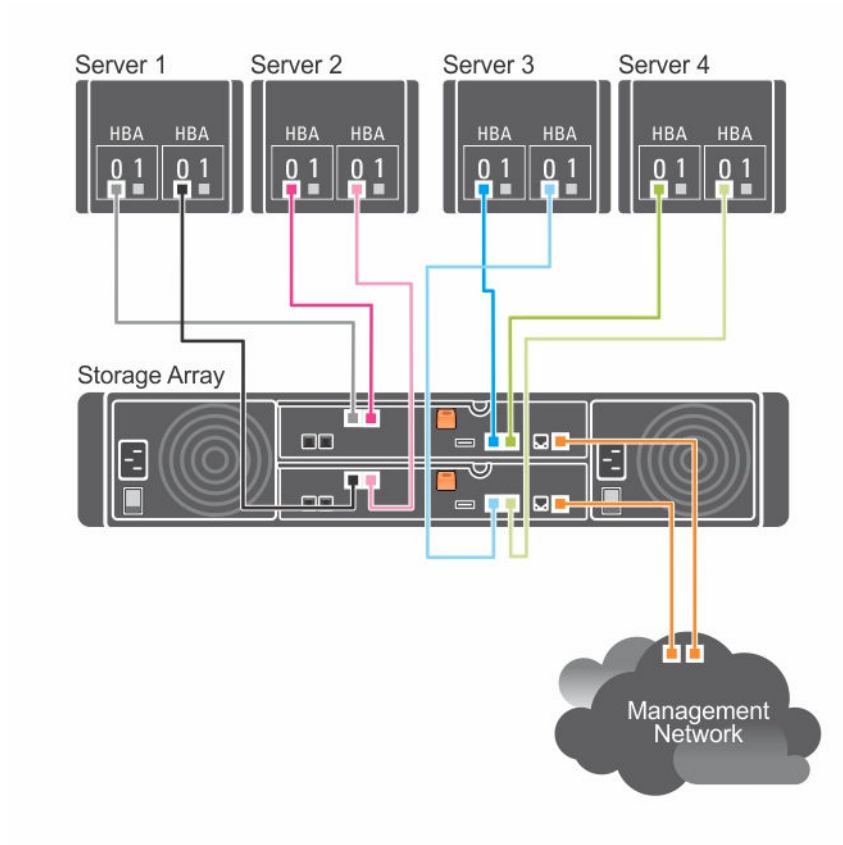 Server 1 Server 2 Server 3 Server 4
HBA HBA HBA HBA HBA HBA HBA HBA
0 1 0 1 0 1 0 1 0 1 0 1 0 1 0 1
Storage Array
Management
Network